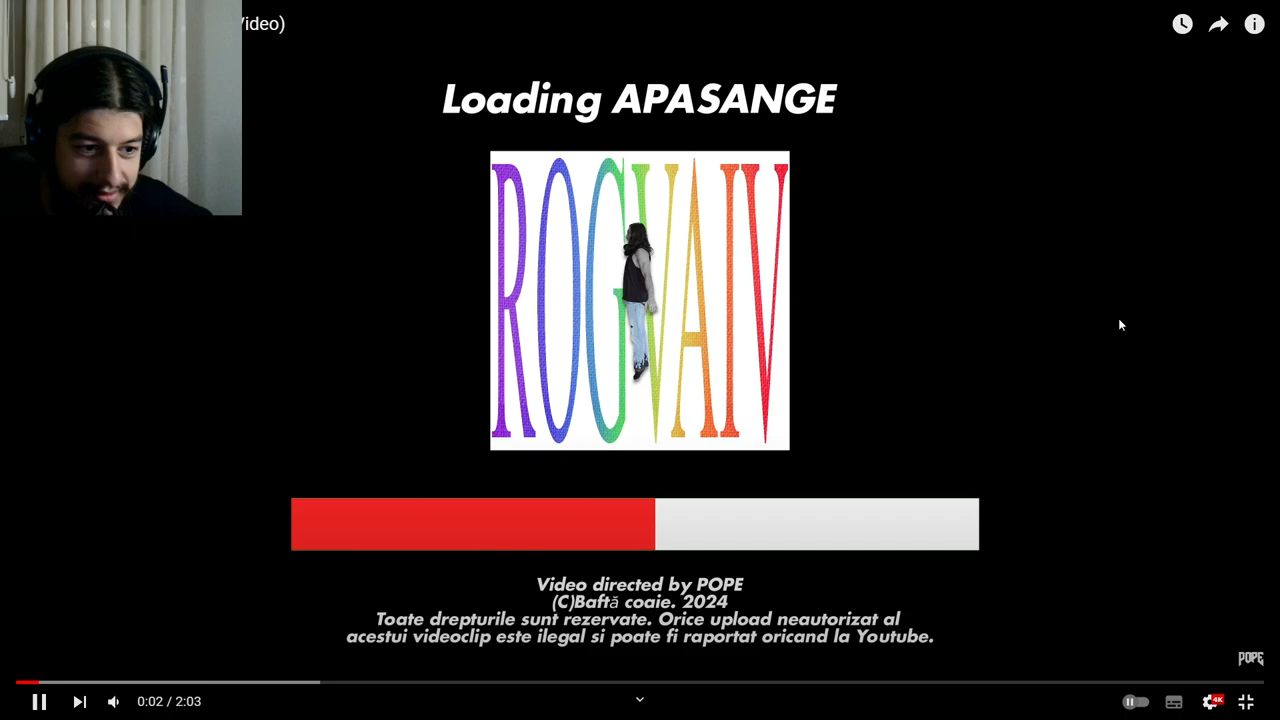 Video)
Loading APASANGE
ROGVAIV
Video directed by POPE
(C)Baftă coaie. 2024
Toate drepturile sunt rezervate. Orice upload neautorizat al
acestui videoclip este ilegal si poate fi raportat oricand la Youtube.
POPE
0:02 / 2:03
4K